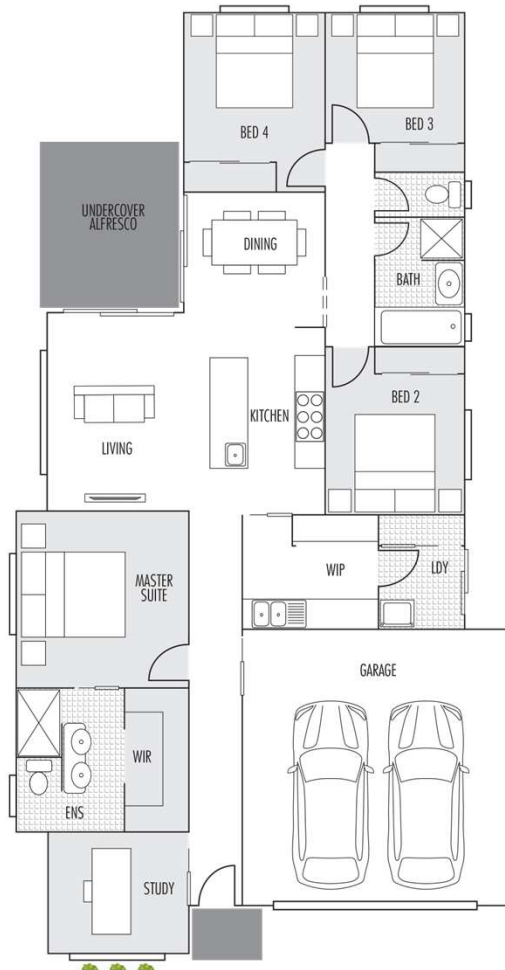 BED 4
BED 3
UNDERCOVER
ALFRESCO
DINING
BATH
BED 2
KITCHEN
LIVING
MASTER
SUITE
WIP
LDY
GARAGE
WIR
ENS
STUDY